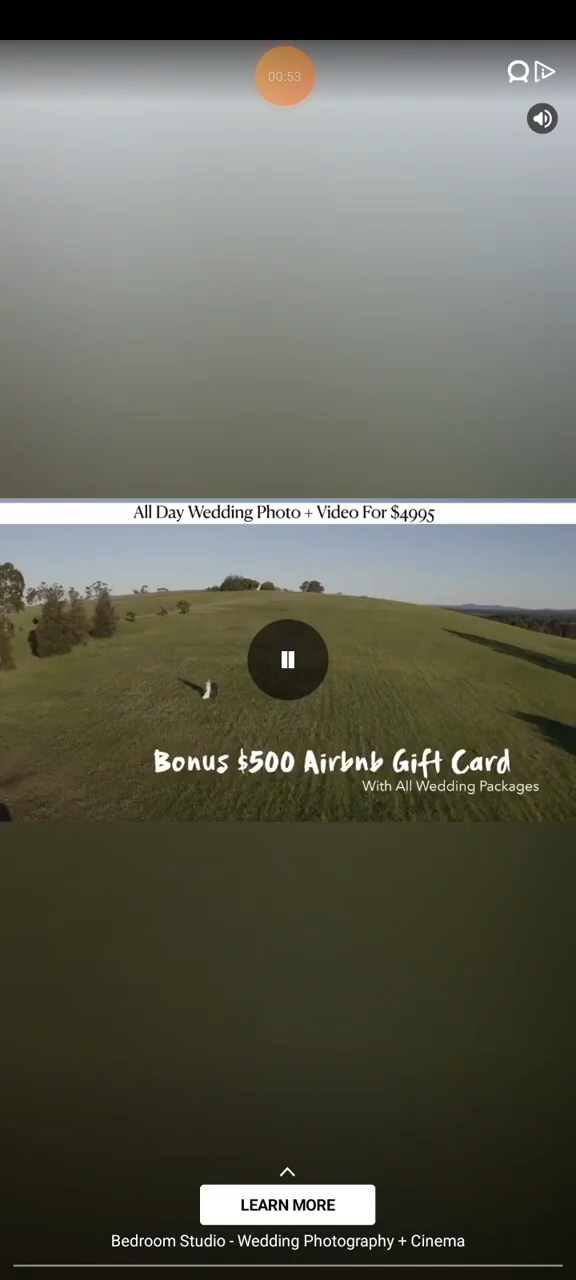 00:53
All Day Wedding Photo + Video For $4995
Bonus $500 Airbnb Gift Card
With All Wedding Packages
LEARN MORE
Bedroom Studio - Wedding Photography + Cinema